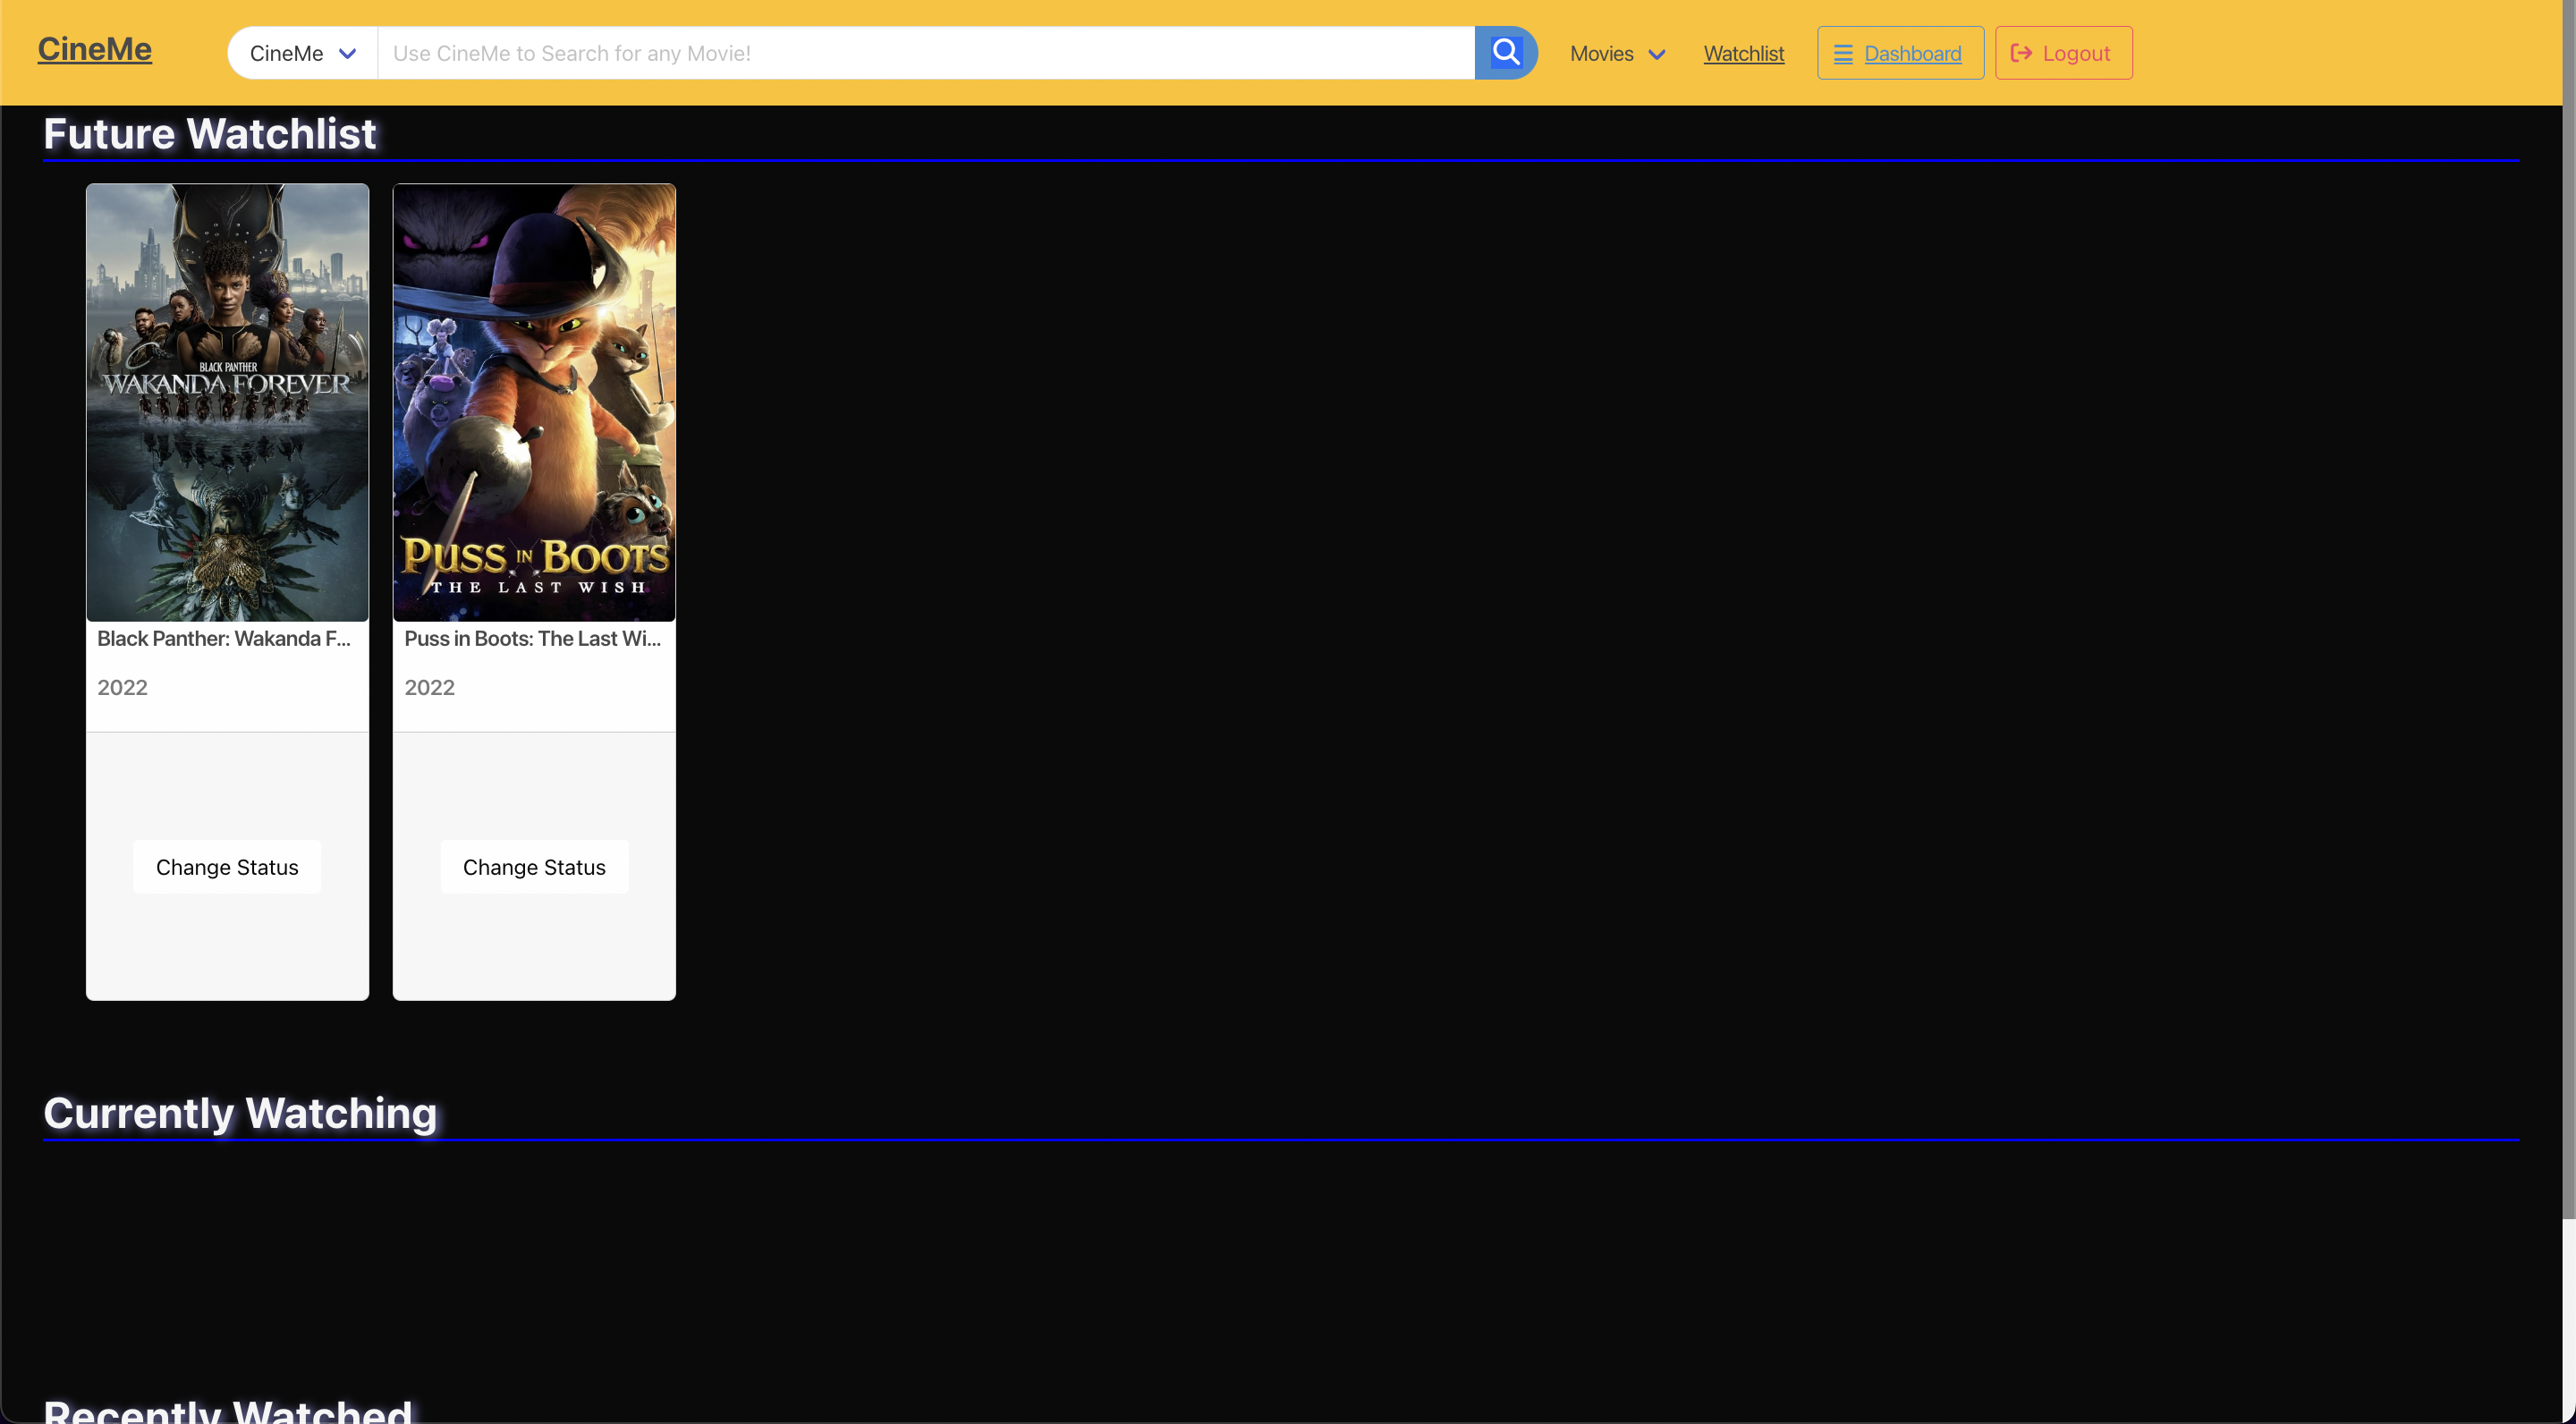 CineMe
CineMe
Use CineMe to Search for any Movie!
Movies
Watchlist
Dashboard
Logout
Future Watchlist
BLACK PANTHER
WAKANDA FOREVER
PUSS IN BOOTS
THE LAST WISH
Black Panther: Wakanda F...
Puss in Boots: The Last Wi...
2022
2022
Change Status
Change Status
Currently Watching
Recently Watched